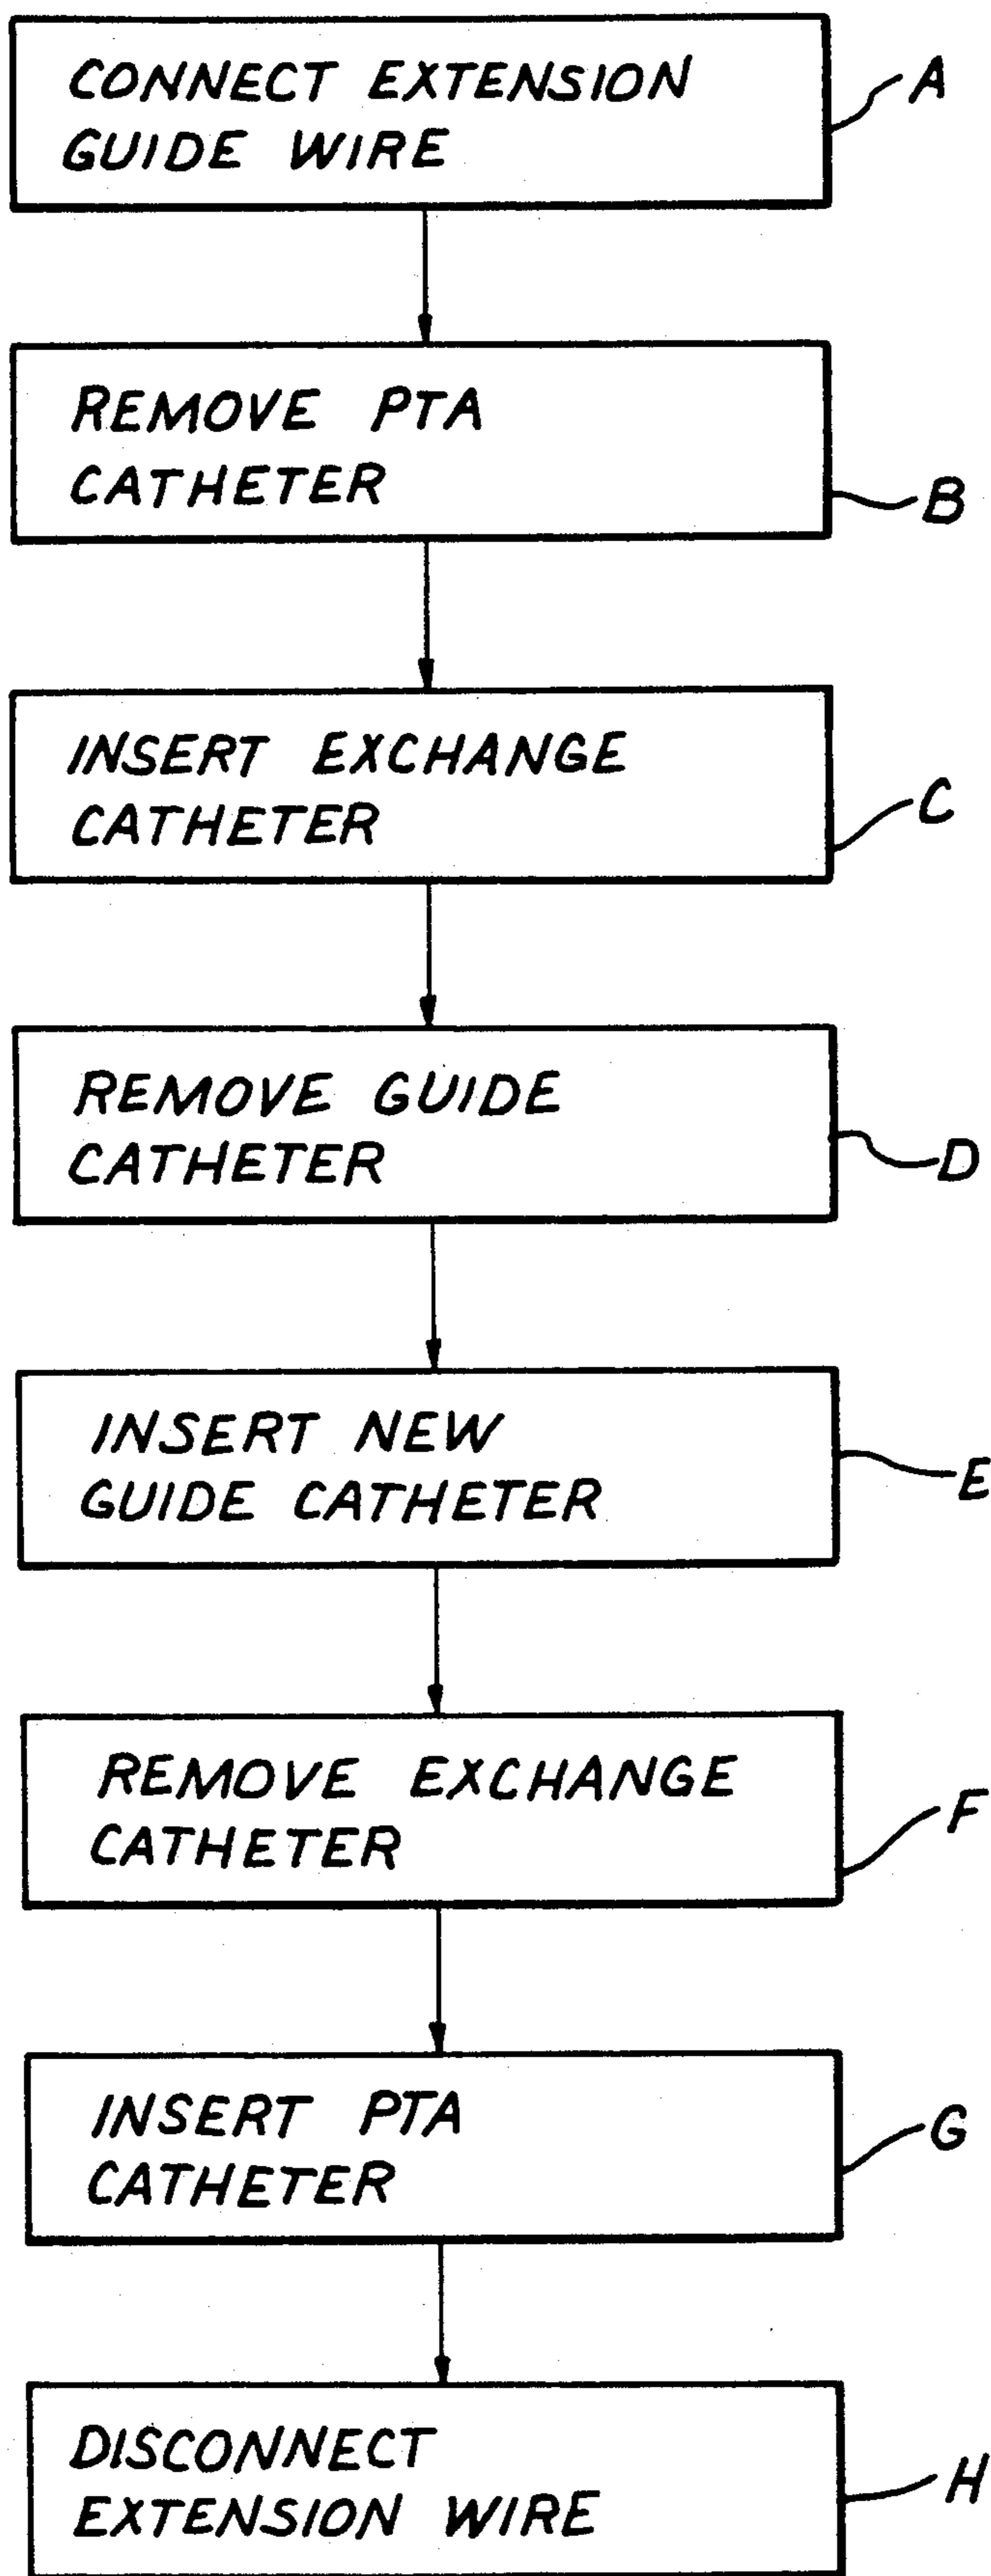 CONNECT EXTENSION
GUIDE WIRE
A
REMOVE PTA
CATHETER
B
INSERT EXCHANGE
CATHETER
C
REMOVE GUIDE
CATHETER
D
INSERT NEW
GUIDE CATHETER
E
REMOVE EXCHANGE
CATHETER
F
INSERT PTA
CATHETER
G
DISCONNECT
EXTENSION WIRE
H